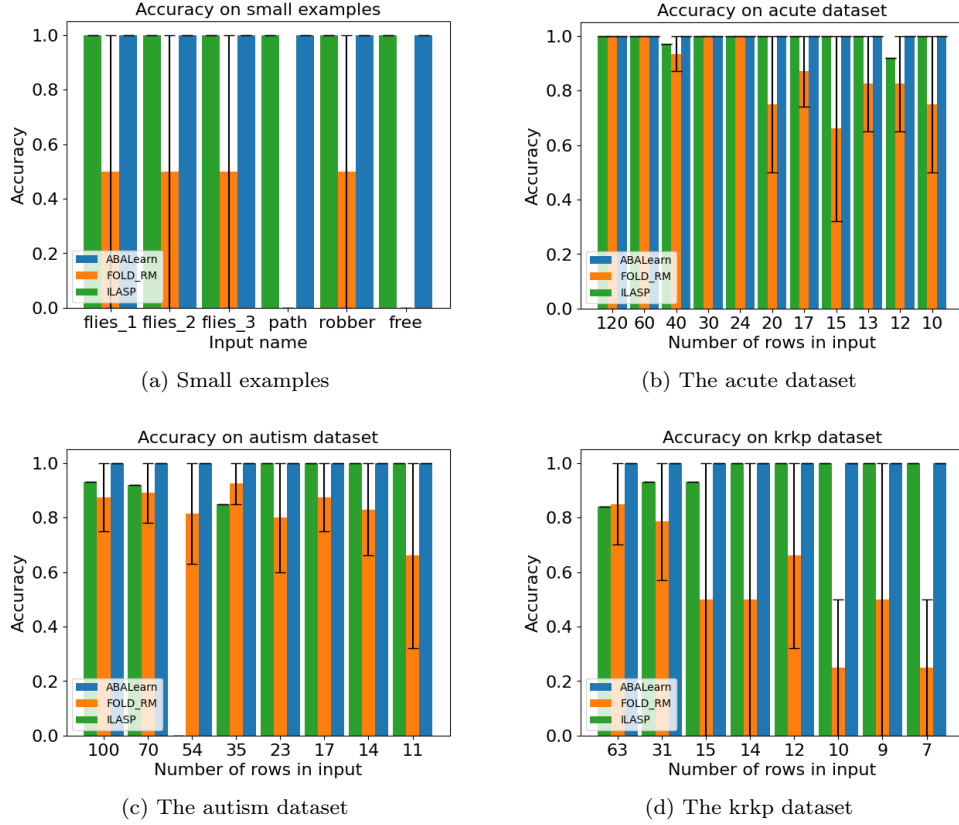 Accuracy on small examples
1.0
0.8
0.6
0.4
0.2
0.0
Accuracy
ABALearn
FOLD_RM
ILASP
flies_1 flies_2 flies_3 path robber free
Input name
(a) Small examples
Accuracy on acute dataset
1.0
0.8
0.6
0.4
0.2
0.0
Accuracy
ABALearn
FOLD_RM
ILASP
120 60 40 30 24 20 17 15 13 12 10
Number of rows in input
(b) The acute dataset
Accuracy on autism dataset
1.0
0.8
0.6
0.4
0.2
0.0
Accuracy
ABALearn
FOLD_RM
ILASP
100 70 54 35 23 17 14 11
Number of rows in input
(c) The autism dataset
Accuracy on krkp dataset
1.0
0.8
0.6
0.4
0.2
0.0
Accuracy
ABALearn
FOLD_RM
ILASP
63 31 15 14 12 10 9 7
Number of rows in input
(d) The krkp dataset